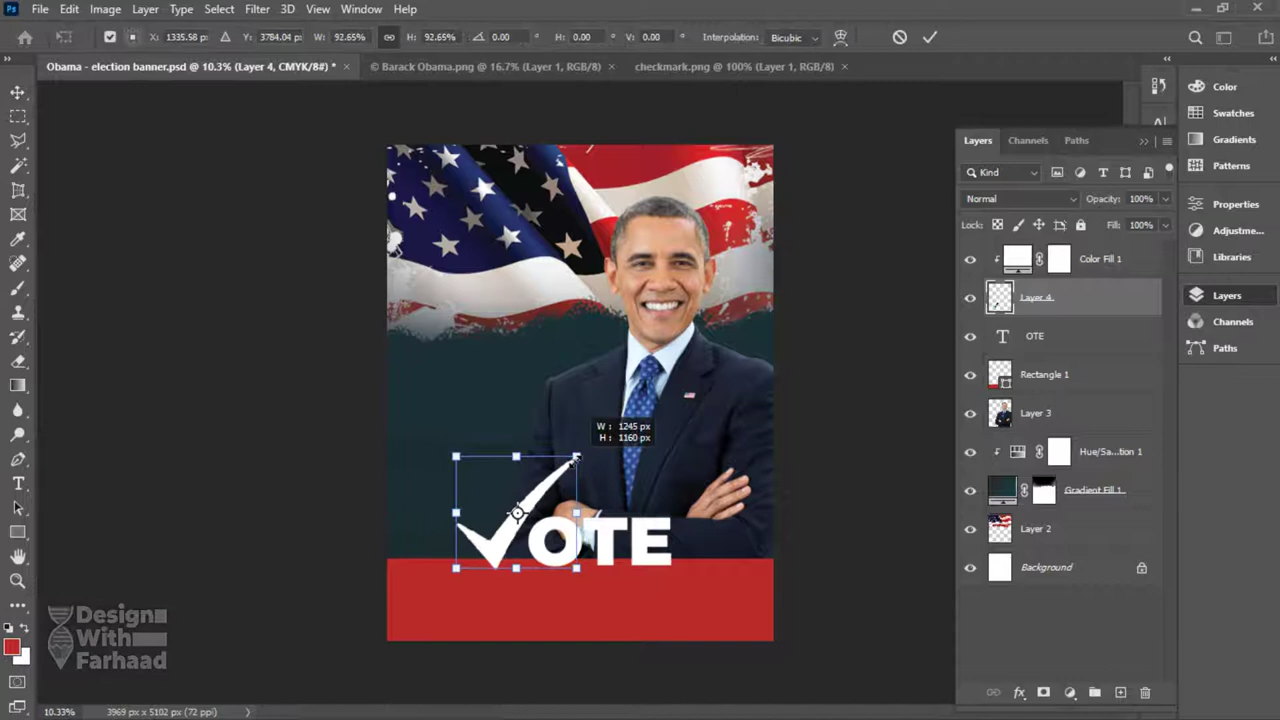 Ps File Edit Image Layer Type Select Filter 3D View Window Help
X: 1335.58 px Y: 3784.04 px W: 92.65% H: 92.65% 0.00 ° H: 0.00 ° V: 0.00 ° Interpolation: Bicubic
Obama - election banner.psd @ 10.3% (Layer 4, CMYK/8#) * × © Barack Obama.png @ 16.7% (Layer 1, RGB/8) × checkmark.png @ 100% (Layer 1, RGB/8) ×
Layers Channels Paths
Kind
Normal Opacity: 100%
Lock: Fill: 100%
Color Fill 1
Layer 4
T OTE
Rectangle 1
Layer 3
Hue/Sa...tion 1
Gradient Fill 1
Layer 2
Background
fx
Color
Swatches
Gradients
Patterns
Properties
Adjustme...
Libraries
Layers
Channels
Paths
W : 1245 px
H : 1160 px
OTE
Design
With
Farhaad
10.33% 3969 px x 5102 px (72 ppi)